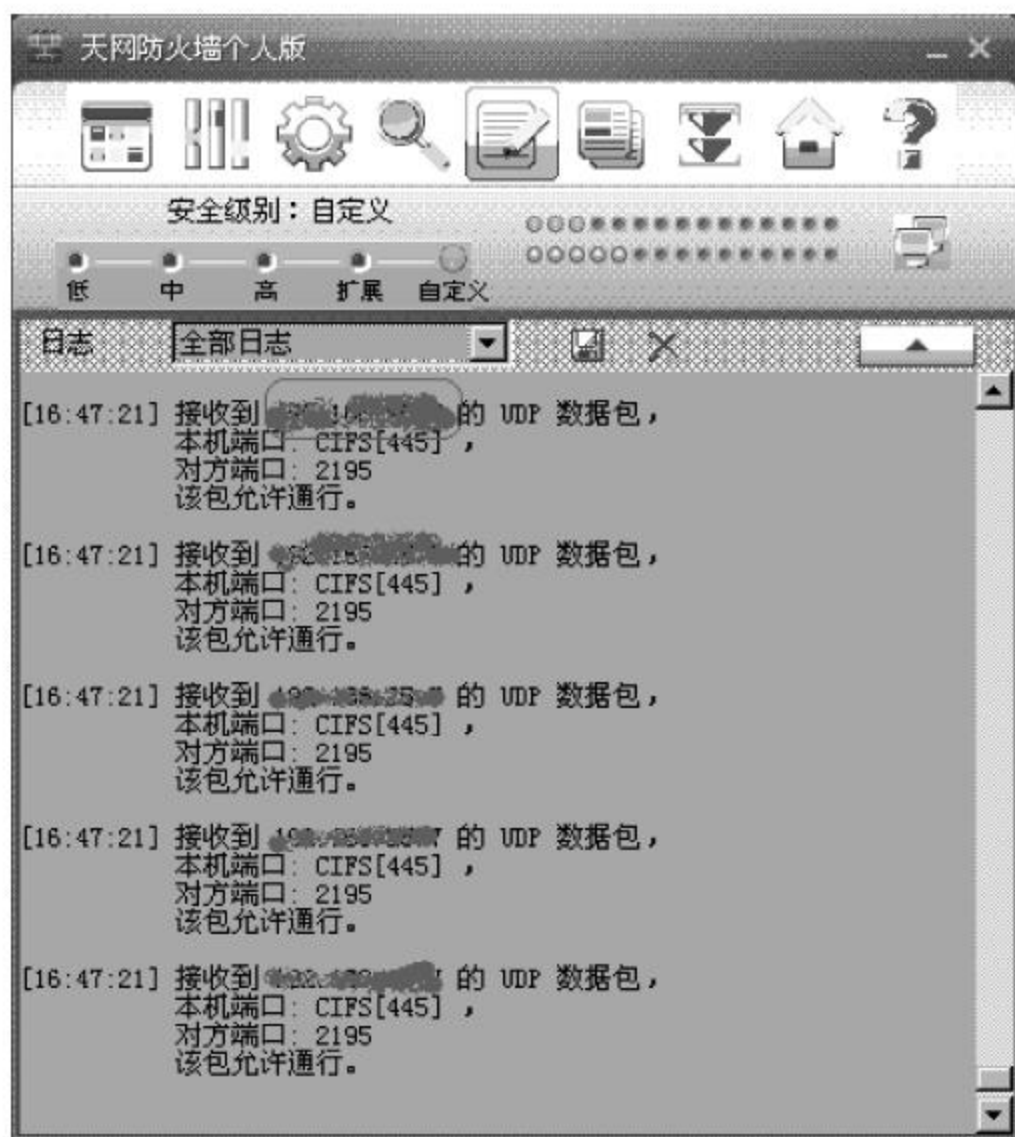 天网防火墙个人版
安全级别：自定义
低 中 高 扩展 自定义
日志 全部日志
[16:47:21] 接收到 的 UDP 数据包，
本机端口: CIFS[445] ，
对方端口: 2195
该包允许通行。
[16:47:21] 接收到 的 UDP 数据包，
本机端口: CIFS[445] ，
对方端口: 2195
该包允许通行。
[16:47:21] 接收到 的 UDP 数据包，
本机端口: CIFS[445] ，
对方端口: 2195
该包允许通行。
[16:47:21] 接收到 的 UDP 数据包，
本机端口: CIFS[445] ，
对方端口: 2195
该包允许通行。
[16:47:21] 接收到 的 UDP 数据包，
本机端口: CIFS[445] ，
对方端口: 2195
该包允许通行。